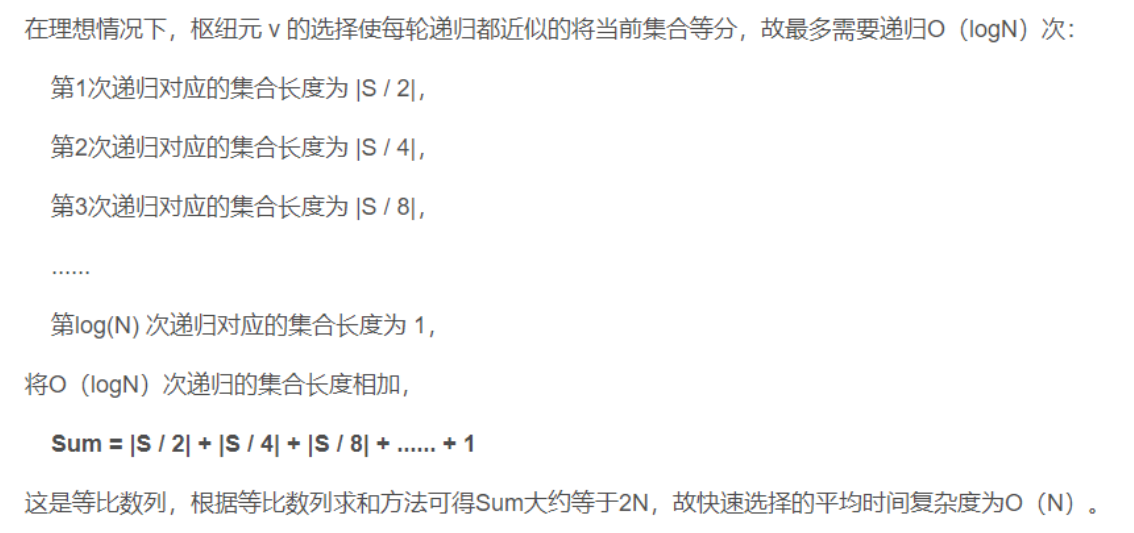 在理想情况下，枢纽元 v 的选择使每轮递归都近似的将当前集合等分，故最多需要递归O（logN）次：
第1次递归对应的集合长度为 |S / 2|，
第2次递归对应的集合长度为 |S / 4|，
第3次递归对应的集合长度为 |S / 8|，
......
第log(N) 次递归对应的集合长度为 1，
将O（logN）次递归的集合长度相加，
Sum = |S / 2| + |S / 4| + |S / 8| + ...... + 1
这是等比数列，根据等比数列求和方法可得Sum大约等于2N，故快速选择的平均时间复杂度为O（N）。